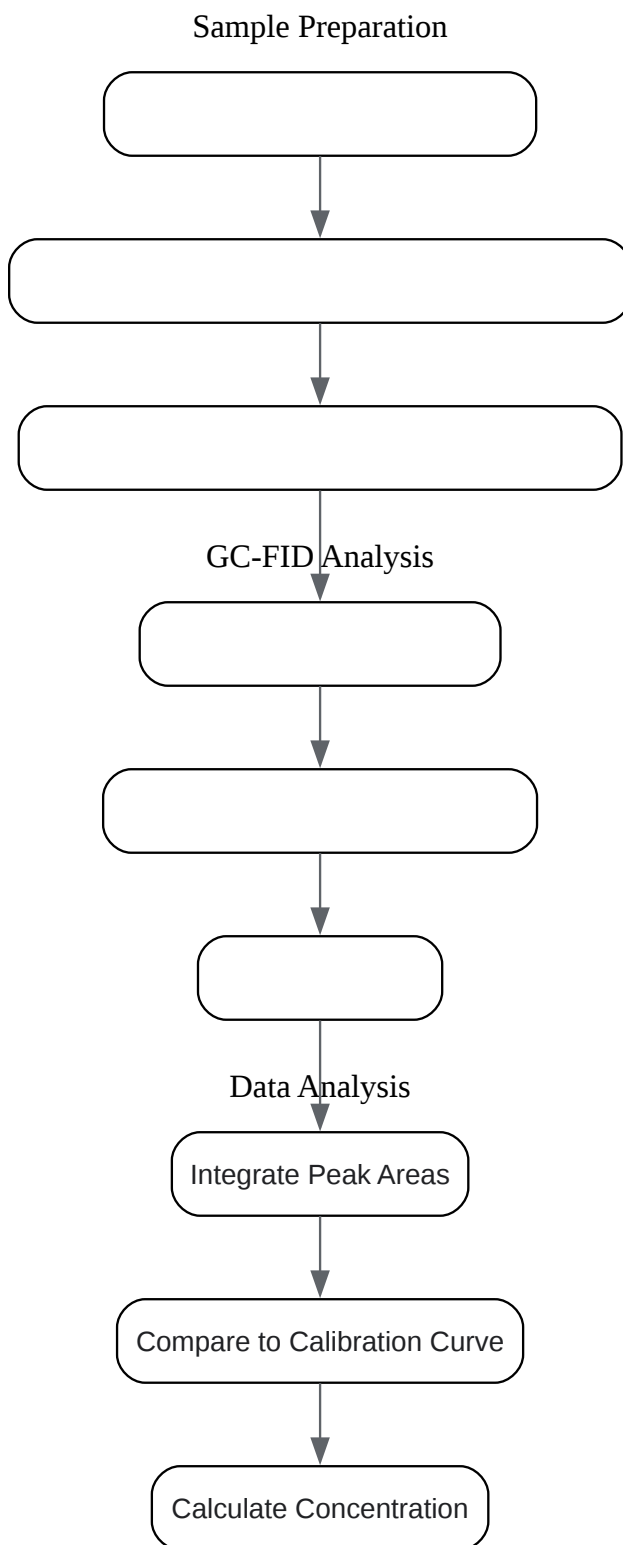 Sample Preparation
GC-FID Analysis
Data Analysis
Integrate Peak Areas
Compare to Calibration Curve
Calculate Concentration